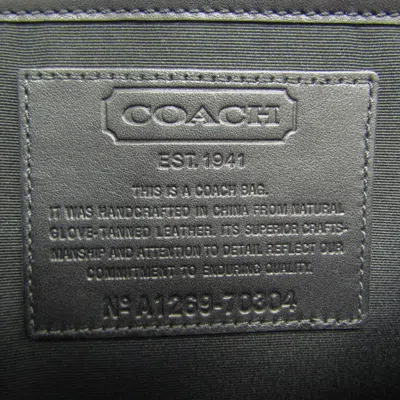 COACH
EST. 1941
THIS IS A COACH BAG.
IT WAS HANDCRAFTED IN CHINA FROM NATURAL
GLOVE-TANNED LEATHER. ITS SUPERIOR CRAFTS-
MANSHIP AND ATTENTION TO DETAIL REFLECT OUR
COMMITMENT TO ENDURING QUALITY.
Nº A1269-70304